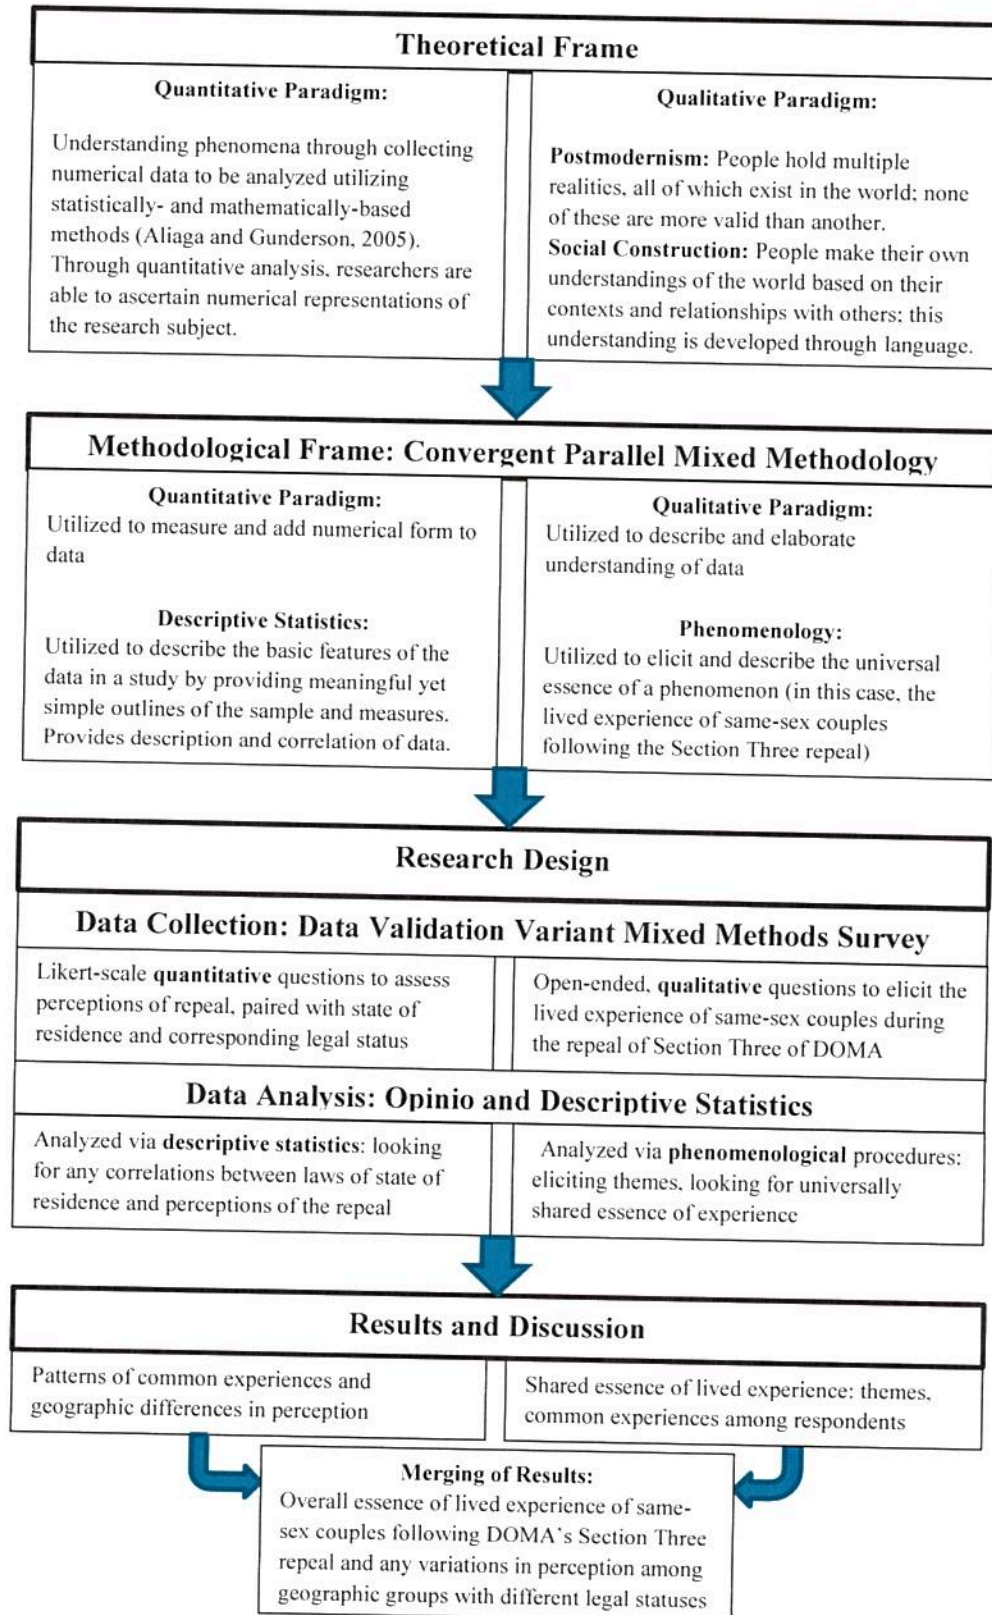 Theoretical Frame
Quantitative Paradigm:
Understanding phenomena through collecting
numerical data to be analyzed utilizing
statistically- and mathematically-based
methods (Aliaga and Gunderson, 2005).
Through quantitative analysis, researchers are
able to ascertain numerical representations of
the research subject.
Qualitative Paradigm:
Postmodernism: People hold multiple
realities, all of which exist in the world; none
of these are more valid than another.
Social Construction: People make their own
understandings of the world based on their
contexts and relationships with others; this
understanding is developed through language.
Methodological Frame: Convergent Parallel Mixed Methodology
Quantitative Paradigm:
Utilized to measure and add numerical form to
data
Descriptive Statistics:
Utilized to describe the basic features of the
data in a study by providing meaningful yet
simple outlines of the sample and measures.
Provides description and correlation of data.
Qualitative Paradigm:
Utilized to describe and elaborate
understanding of data
Phenomenology:
Utilized to elicit and describe the universal
essence of a phenomenon (in this case, the
lived experience of same-sex couples
following the Section Three repeal)
Research Design
Data Collection: Data Validation Variant Mixed Methods Survey
Likert-scale quantitative questions to assess
perceptions of repeal, paired with state of
residence and corresponding legal status
Open-ended, qualitative questions to elicit the
lived experience of same-sex couples during
the repeal of Section Three of DOMA
Data Analysis: Opinio and Descriptive Statistics
Analyzed via descriptive statistics: looking
for any correlations between laws of state of
residence and perceptions of the repeal
Analyzed via phenomenological procedures:
eliciting themes, looking for universally
shared essence of experience
Results and Discussion
Patterns of common experiences and
geographic differences in perception
Shared essence of lived experience: themes,
common experiences among respondents
Merging of Results:
Overall essence of lived experience of same-
sex couples following DOMA's Section Three
repeal and any variations in perception among
geographic groups with different legal statuses